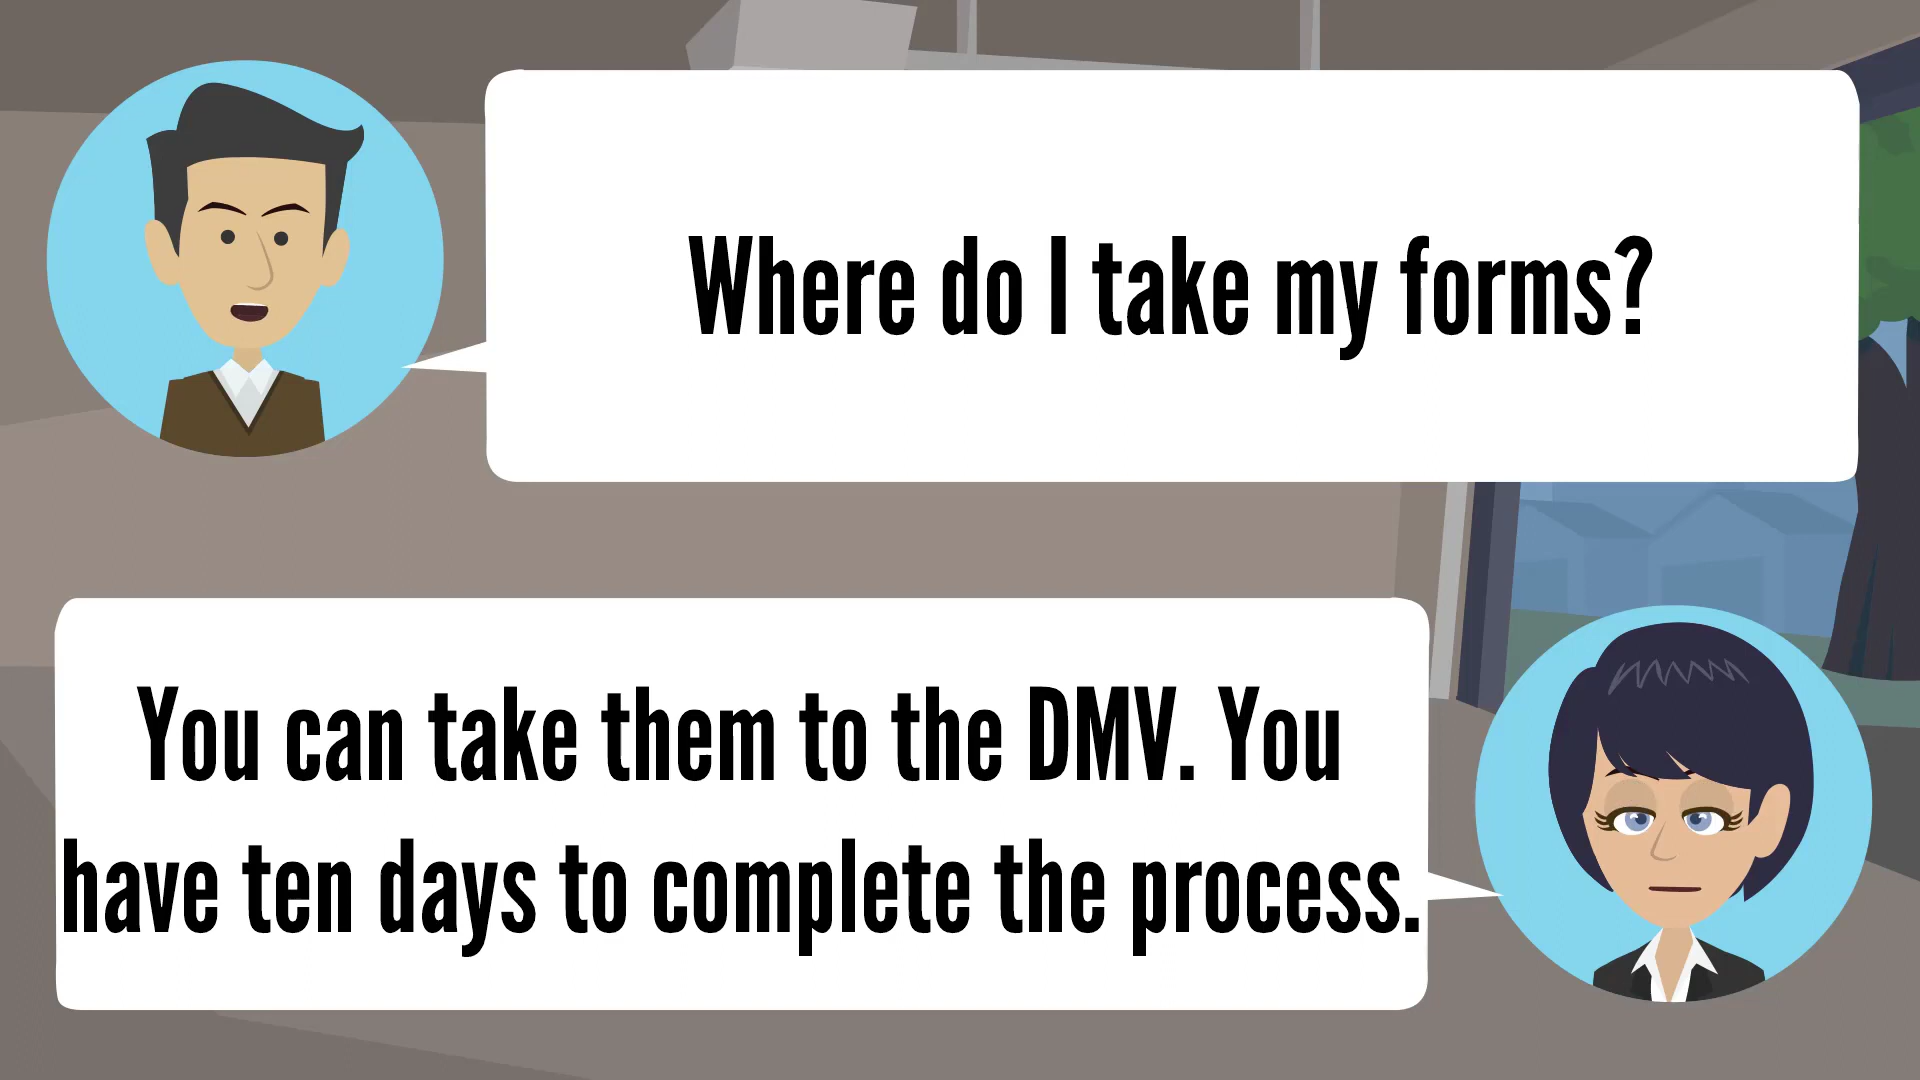 Where do I take my forms?
You can take them to the DMV. You
have ten days to complete the process.